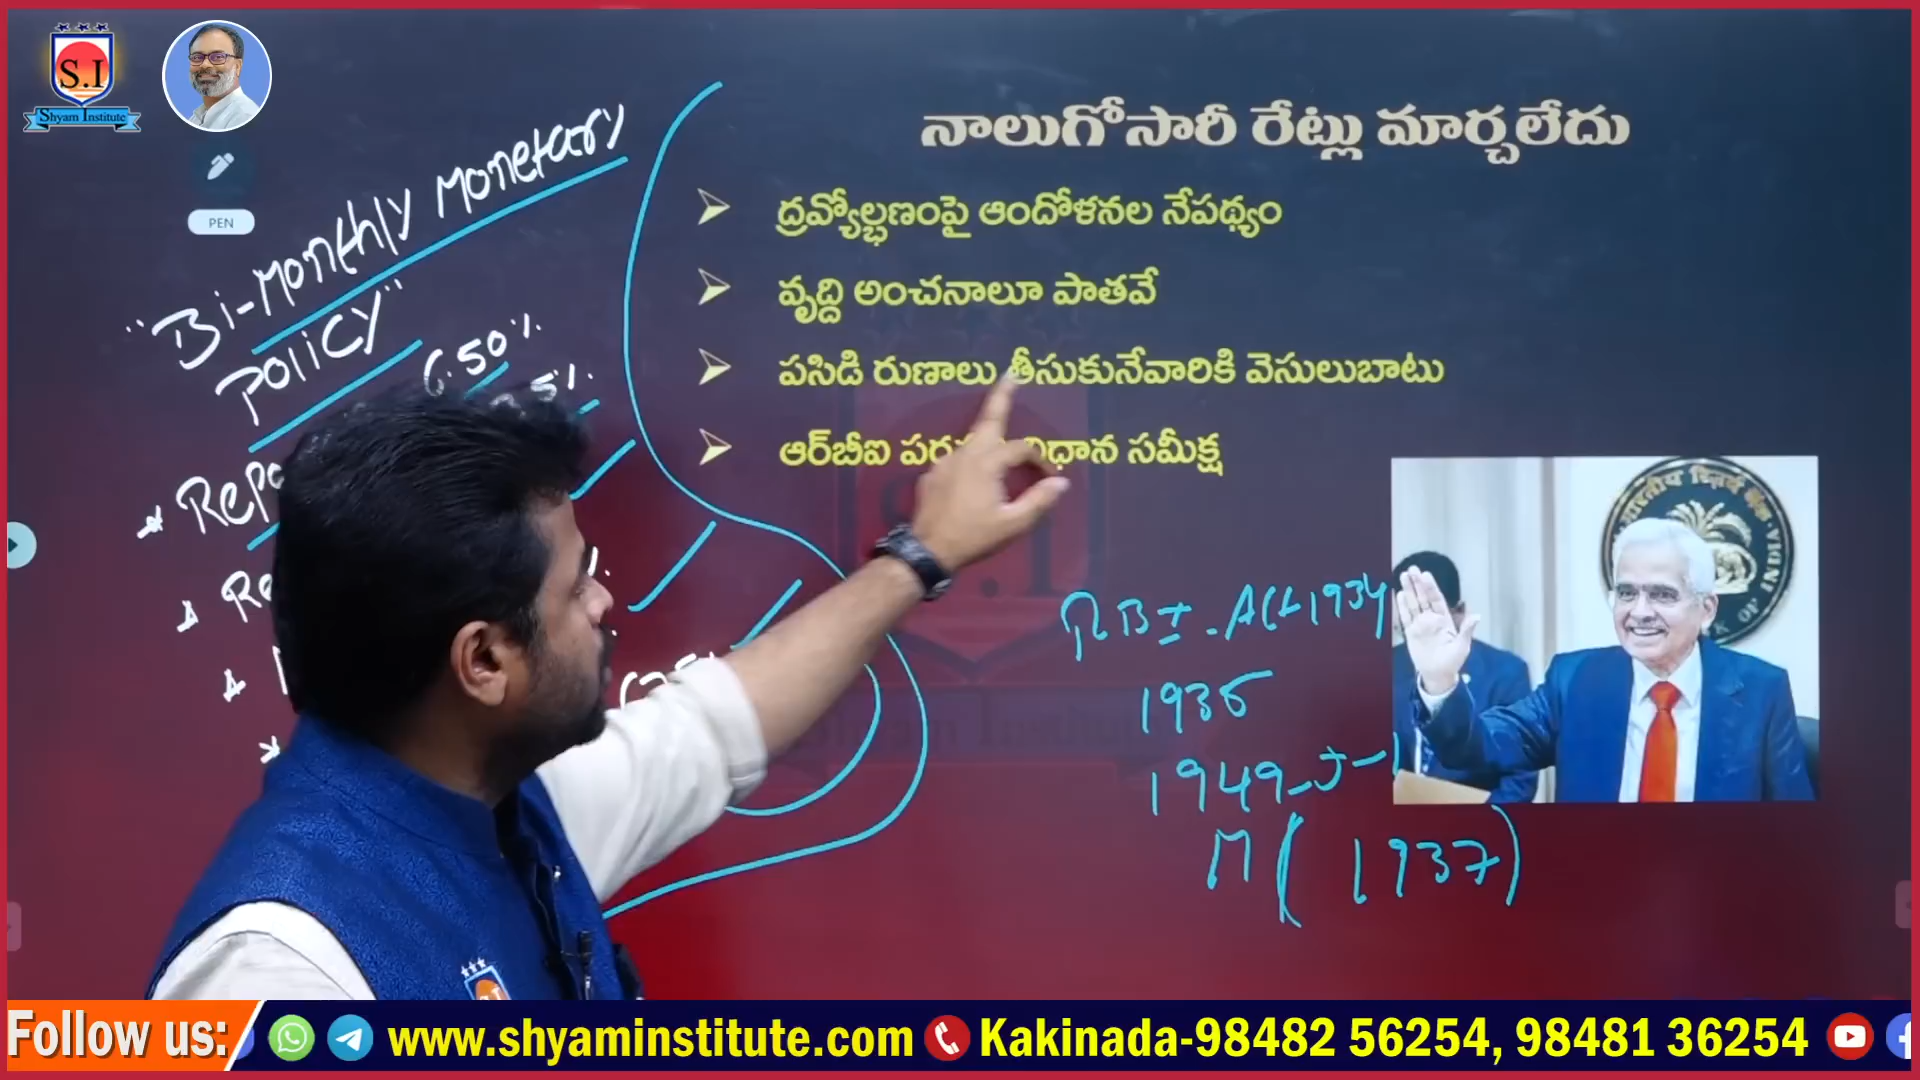 S.I
Shyam Institute
PEN
"Bi-Monthly Monetary
Policy"
6.50%
Repo
నాలుగోసారీ రేట్లు మార్చలేదు
ద్రవ్యోల్బణంపై ఆందోళనల నేపథ్యం
వృద్ది అంచనాలూ పాతవే
పసిడి రుణాలు తీసుకునేవారికి వెసులుబాటు
ఆర్‌బీఐ విధాన సమీక్ష
RBI. Act 1934
1935
1949-J-1
M( 1937)
Follow us:
www.shyaminstitute.com
Kakinada-98482 56254, 98481 36254